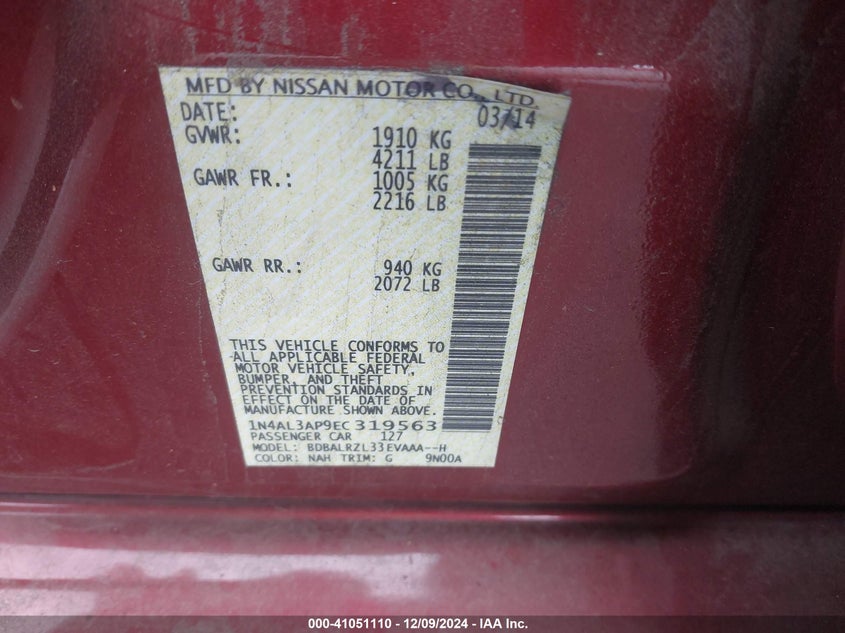 MFD BY NISSAN MOTOR CO., LTD.
DATE: 03/14
GVWR: 1910 KG
4211 LB
GAWR FR.: 1005 KG
2216 LB
GAWR RR.: 940 KG
2072 LB
THIS VEHICLE CONFORMS TO
ALL APPLICABLE FEDERAL
MOTOR VEHICLE SAFETY,
BUMPER, AND THEFT
PREVENTION STANDARDS IN
EFFECT ON THE DATE OF
MANUFACTURE SHOWN ABOVE.
1N4AL3AP9EC319563
PASSENGER CAR 127
MODEL: BDBALRZL33EVAAA--H
COLOR: NAH TRIM: G 9N00A
000-41051110 - 12/09/2024 - IAA Inc.